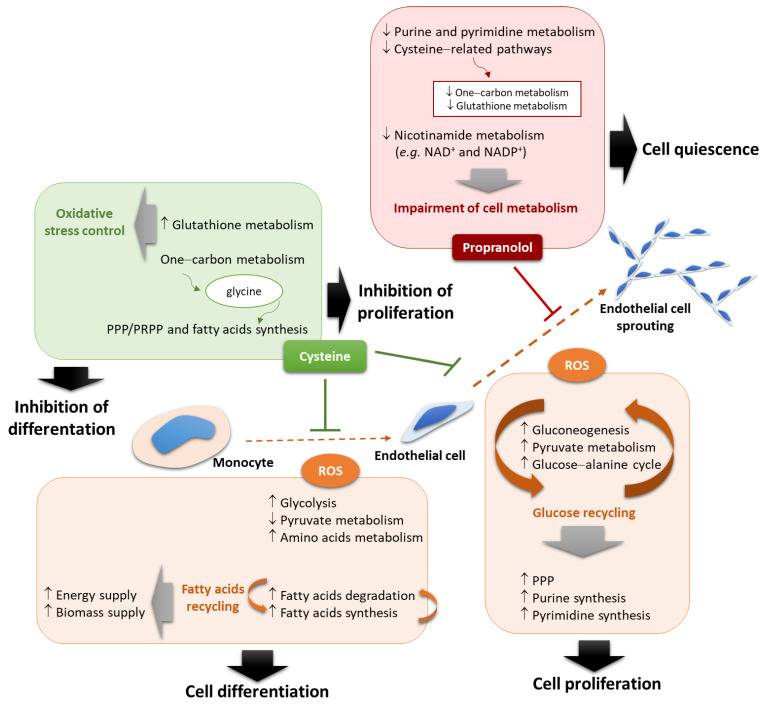 ↓ Purine and pyrimidine metabolism
↓ Cysteine–related pathways
↓ One–carbon metabolism
↓ Glutathione metabolism
↓ Nicotinamide metabolism
(e.g. NAD⁺ and NADP⁺)
Impairment of cell metabolism
Propranolol
Cell quiescence
Oxidative
stress control
↑ Glutathione metabolism
One–carbon metabolism
glycine
PPP/PRPP and fatty acids synthesis
Cysteine
Inhibition of
proliferation
Inhibition of
differentation
Endothelial cell
sprouting
Monocyte
Endothelial cell
ROS
↑ Glycolysis
↓ Pyruvate metabolism
↑ Amino acids metabolism
↑ Energy supply
↑ Biomass supply
Fatty acids
recycling
↑ Fatty acids degradation
↑ Fatty acids synthesis
Cell differentiation
ROS
↑ Gluconeogenesis
↑ Pyruvate metabolism
↑ Glucose–alanine cycle
Glucose recycling
↑ PPP
↑ Purine synthesis
↑ Pyrimidine synthesis
Cell proliferation